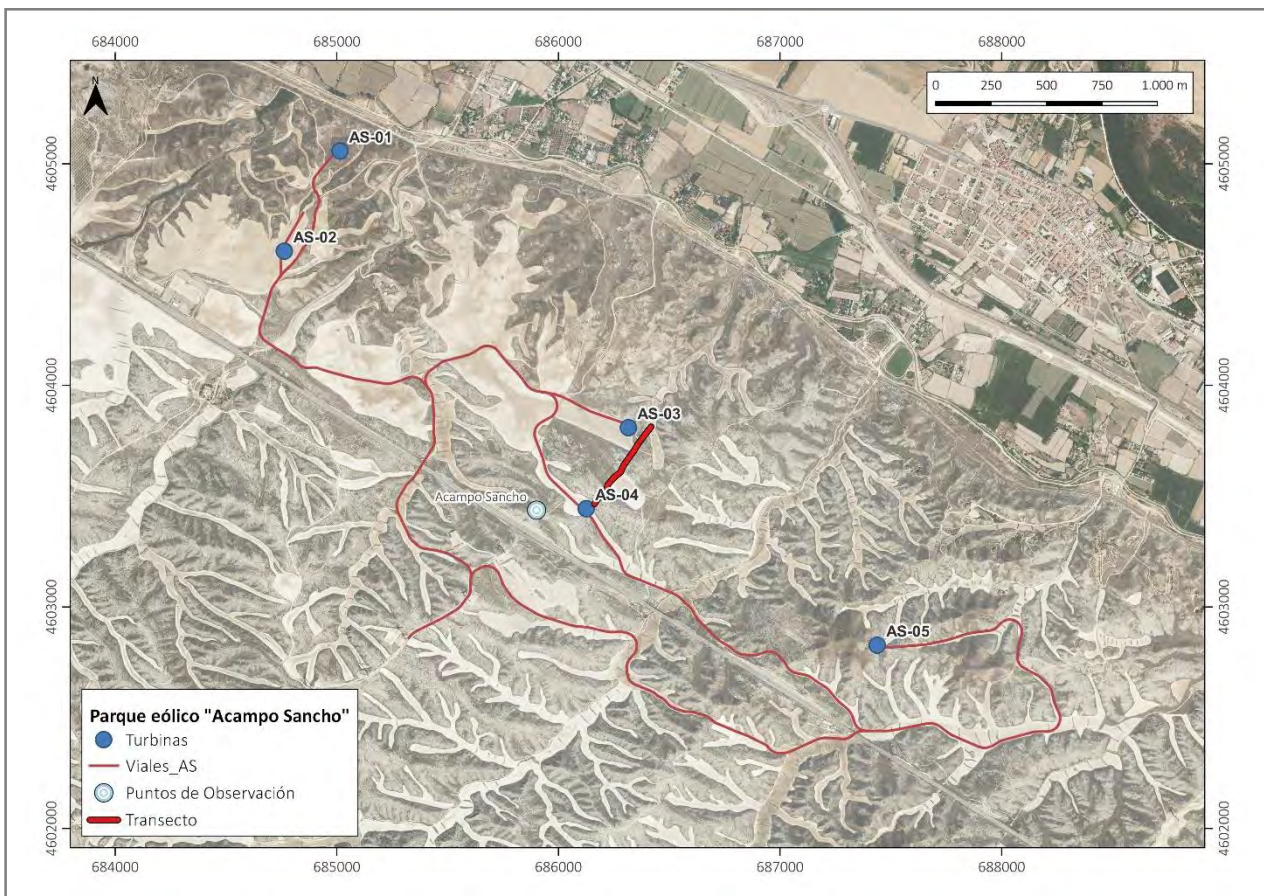 684000 685000 686000 687000 688000
N
0 250 500 750 1.000 m
AS-01
4605000 4605000
AS-02
4604000 4604000
AS-03
Acampo Sancho
AS-04
4603000 4603000
AS-05
Parque eólico "Acampo Sancho"
Turbinas
Viales_AS
Puntos de Observación
Transecto
4602000 4602000
684000 685000 686000 687000 688000